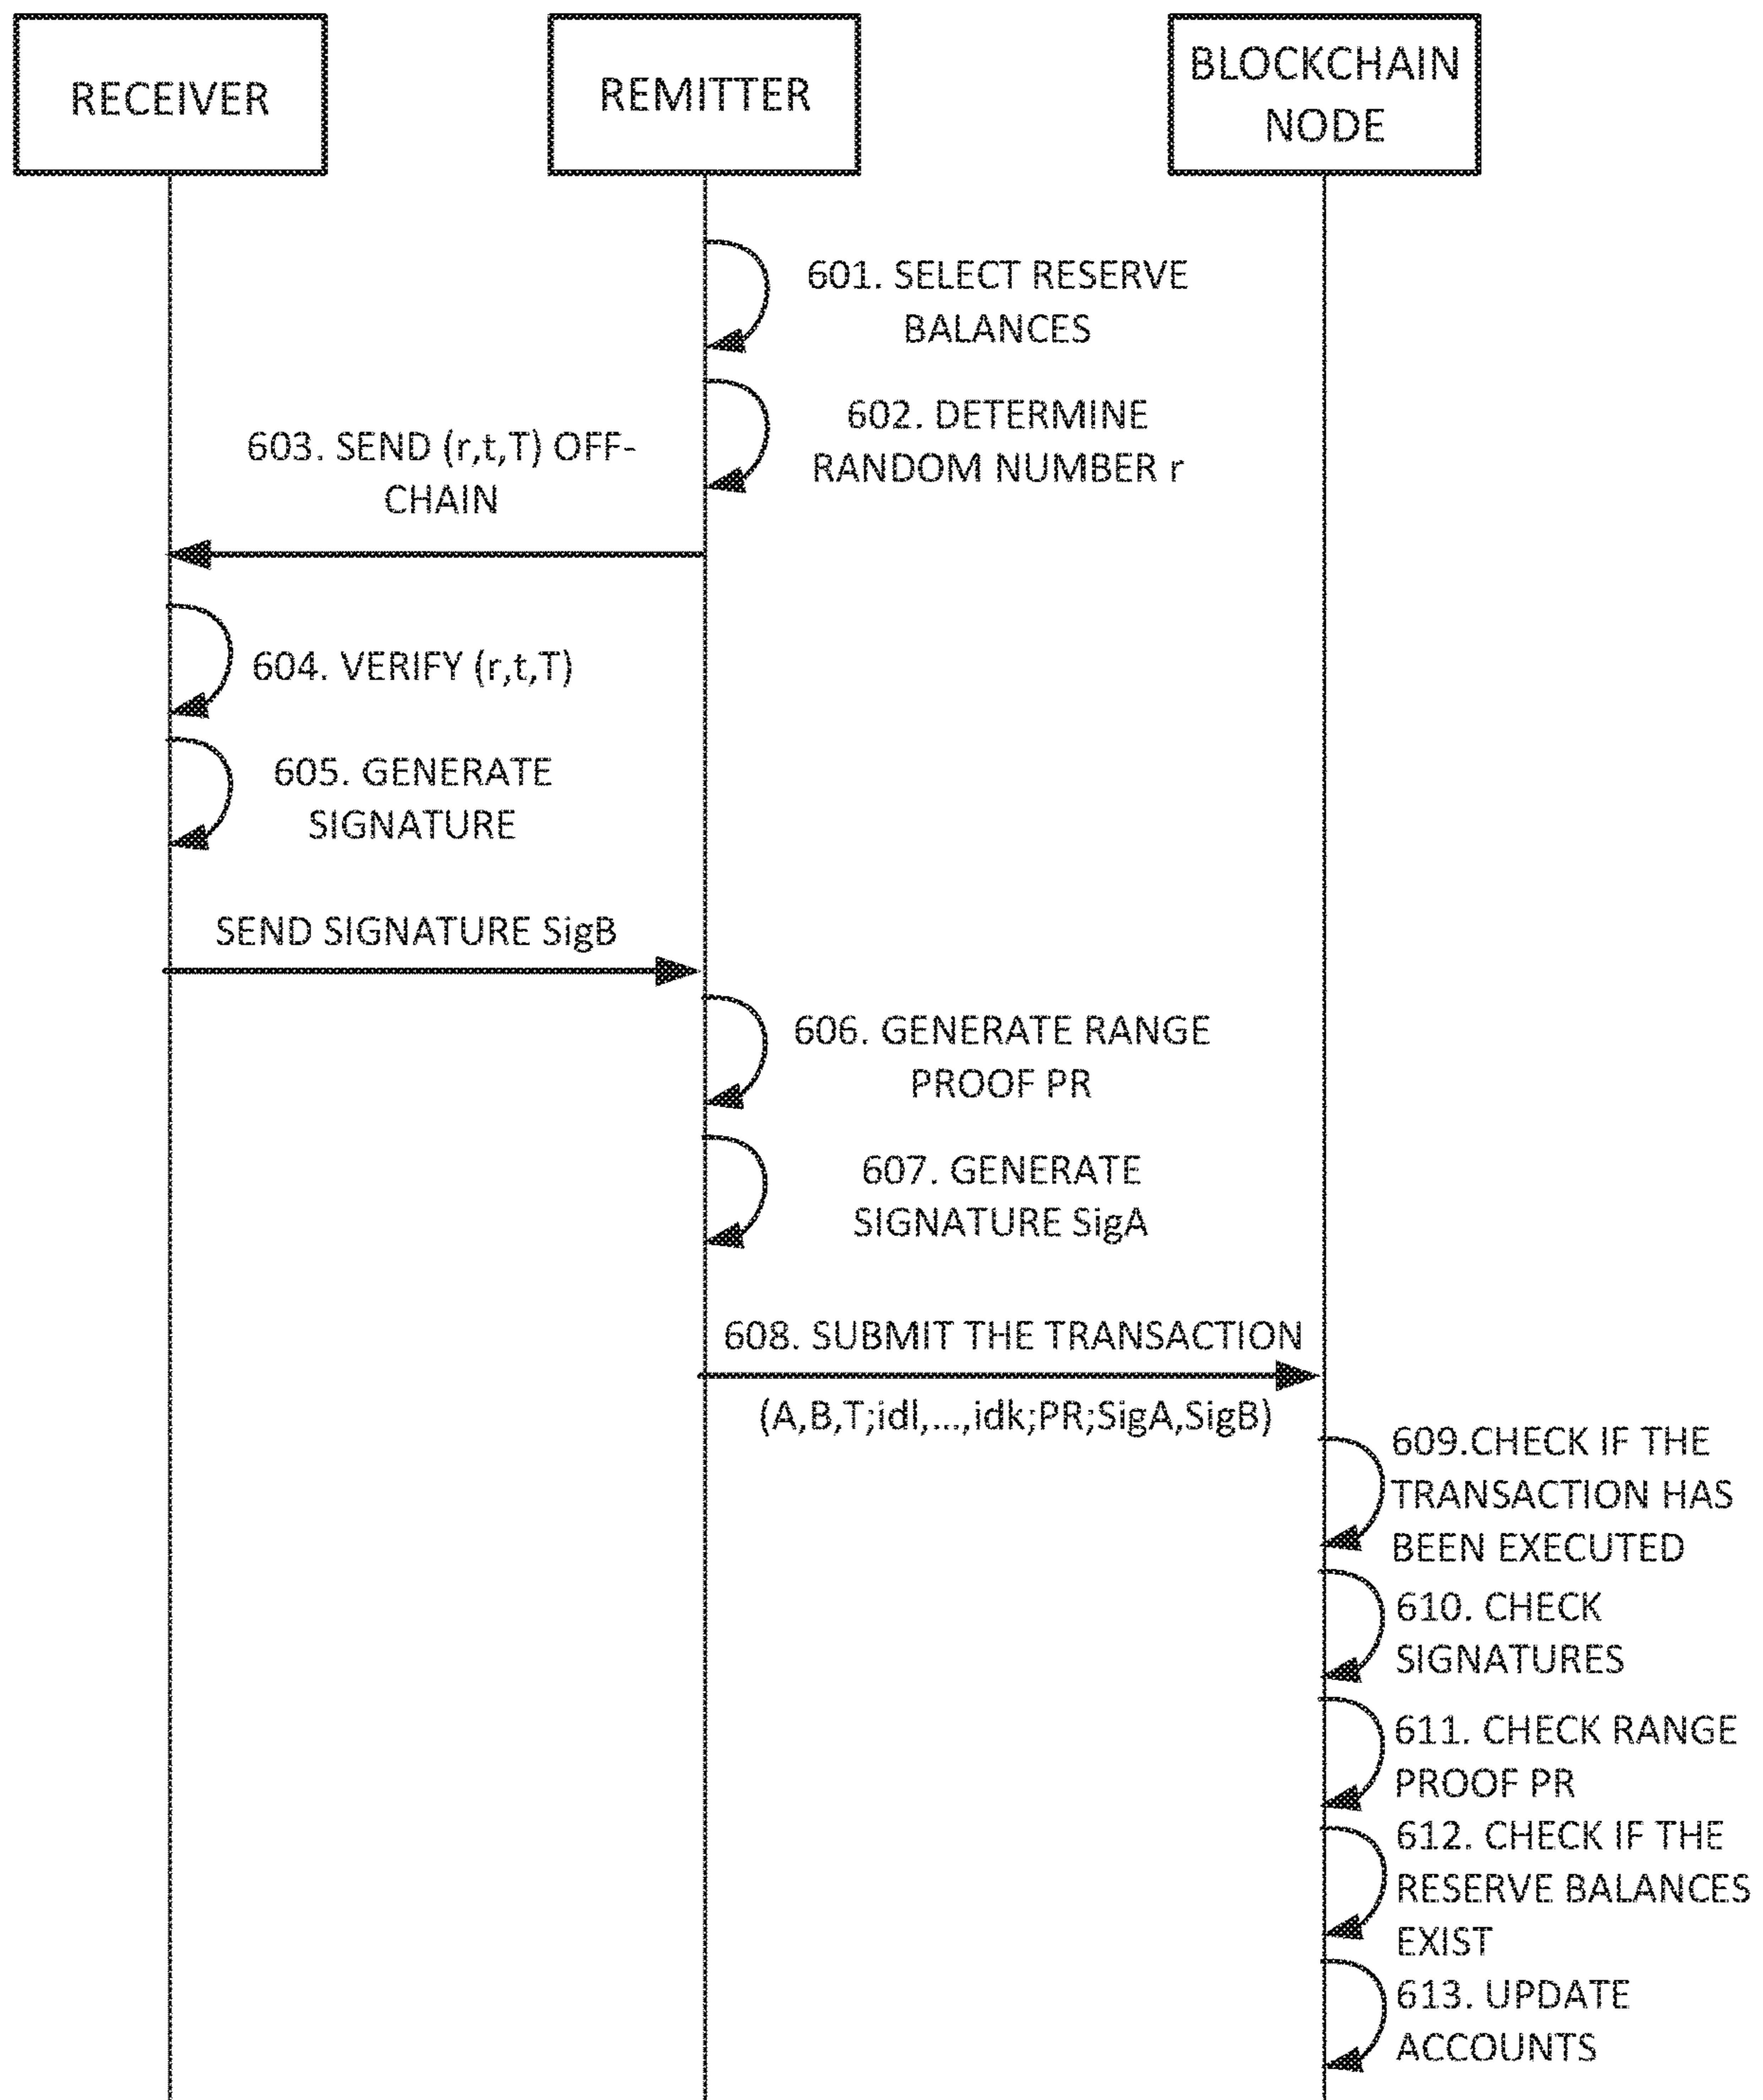 RECEIVER
REMITTER
BLOCKCHAIN
NODE
601. SELECT RESERVE
BALANCES
602. DETERMINE
RANDOM NUMBER r
603. SEND (r,t,T) OFF-
CHAIN
604. VERIFY (r,t,T)
605. GENERATE
SIGNATURE
SEND SIGNATURE SigB
606. GENERATE RANGE
PROOF PR
607. GENERATE
SIGNATURE SigA
608. SUBMIT THE TRANSACTION
(A,B,T;idl,...,idk;PR;SigA,SigB)
609.CHECK IF THE
TRANSACTION HAS
BEEN EXECUTED
610. CHECK
SIGNATURES
611. CHECK RANGE
PROOF PR
612. CHECK IF THE
RESERVE BALANCES
EXIST
613. UPDATE
ACCOUNTS